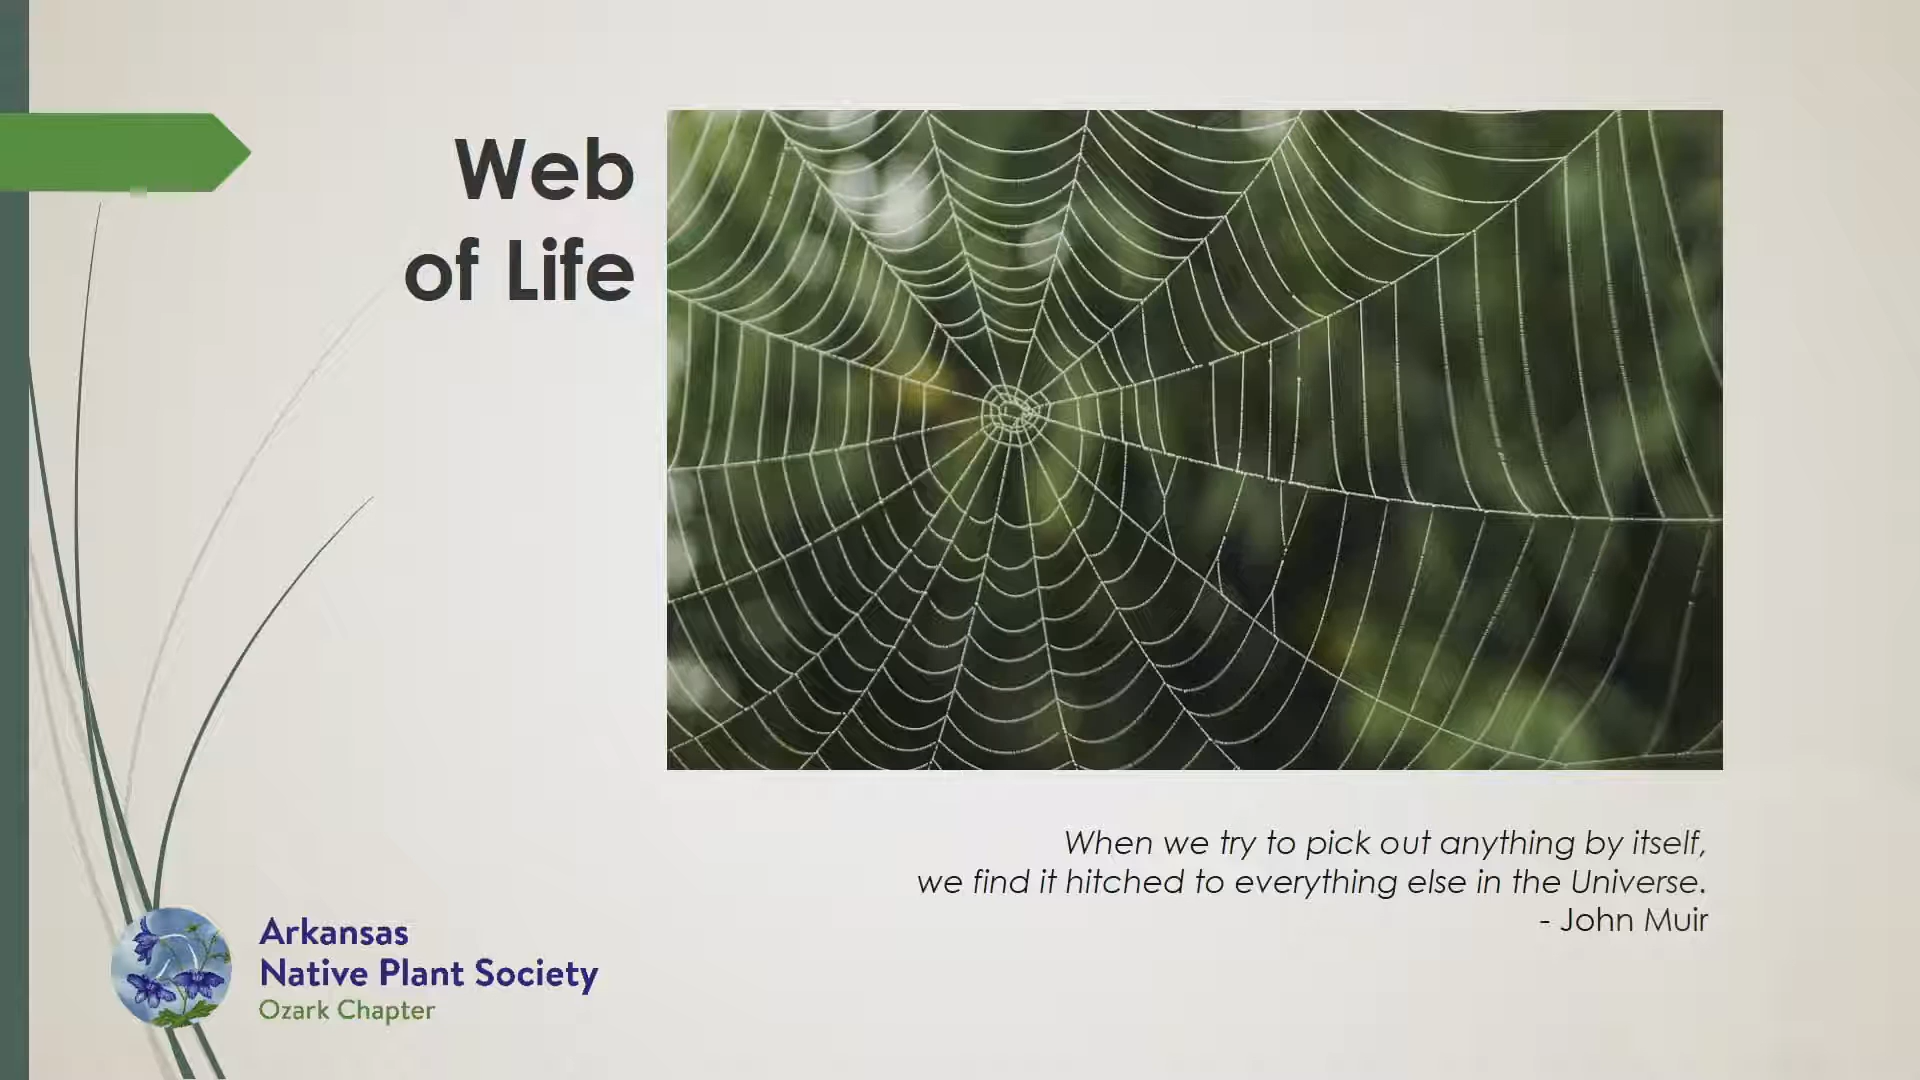 Web
of Life
When we try to pick out anything by itself,
we find it hitched to everything else in the Universe.
- John Muir
Arkansas
Native Plant Society
Ozark Chapter